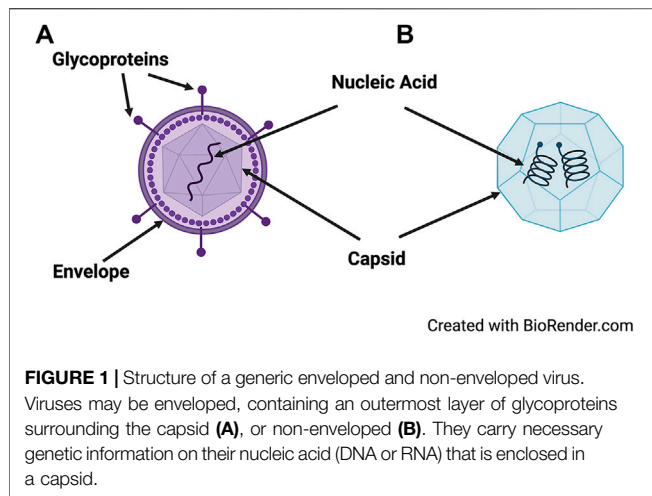 A
B
Glycoproteins
Nucleic Acid
Envelope
Capsid
Created with BioRender.com
FIGURE 1 | Structure of a generic enveloped and non-enveloped virus.
Viruses may be enveloped, containing an outermost layer of glycoproteins
surrounding the capsid (A), or non-enveloped (B). They carry necessary
genetic information on their nucleic acid (DNA or RNA) that is enclosed in
a capsid.